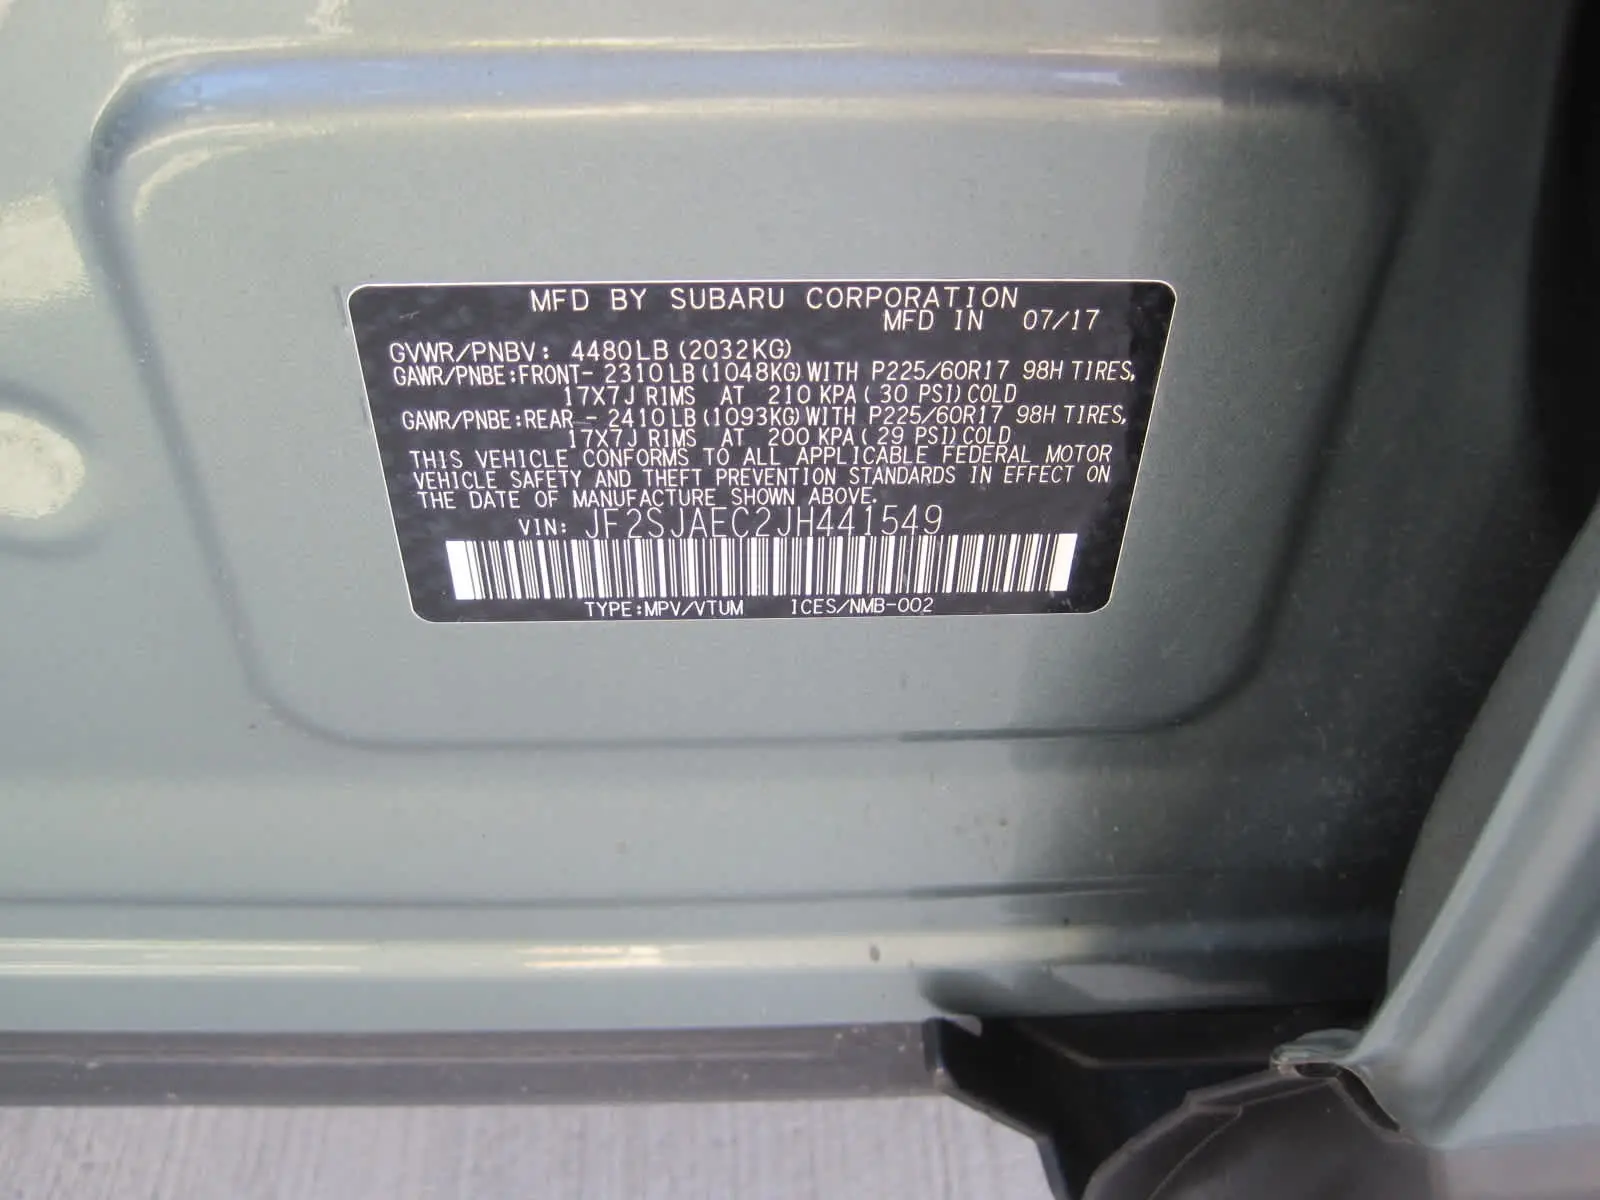 MFD BY SUBARU CORPORATION
MFD IN 07/17
GVWR/PNBV: 4480LB (2032KG)
GAWR/PNBE:FRONT- 2310LB (1048KG) WITH P225/60R17 98H TIRES,
17X7J RIMS AT 210 KPA ( 30 PSI) COLD
GAWR/PNBE:REAR - 2410LB (1093KG) WITH P225/60R17 98H TIRES,
17X7J RIMS AT 200 KPA ( 29 PSI) COLD
THIS VEHICLE CONFORMS TO ALL APPLICABLE FEDERAL MOTOR
VEHICLE SAFETY AND THEFT PREVENTION STANDARDS IN EFFECT ON
THE DATE OF MANUFACTURE SHOWN ABOVE.
VIN: JF2SJAEC2JH441549
TYPE:MPV/VTUM ICES/NMB-002